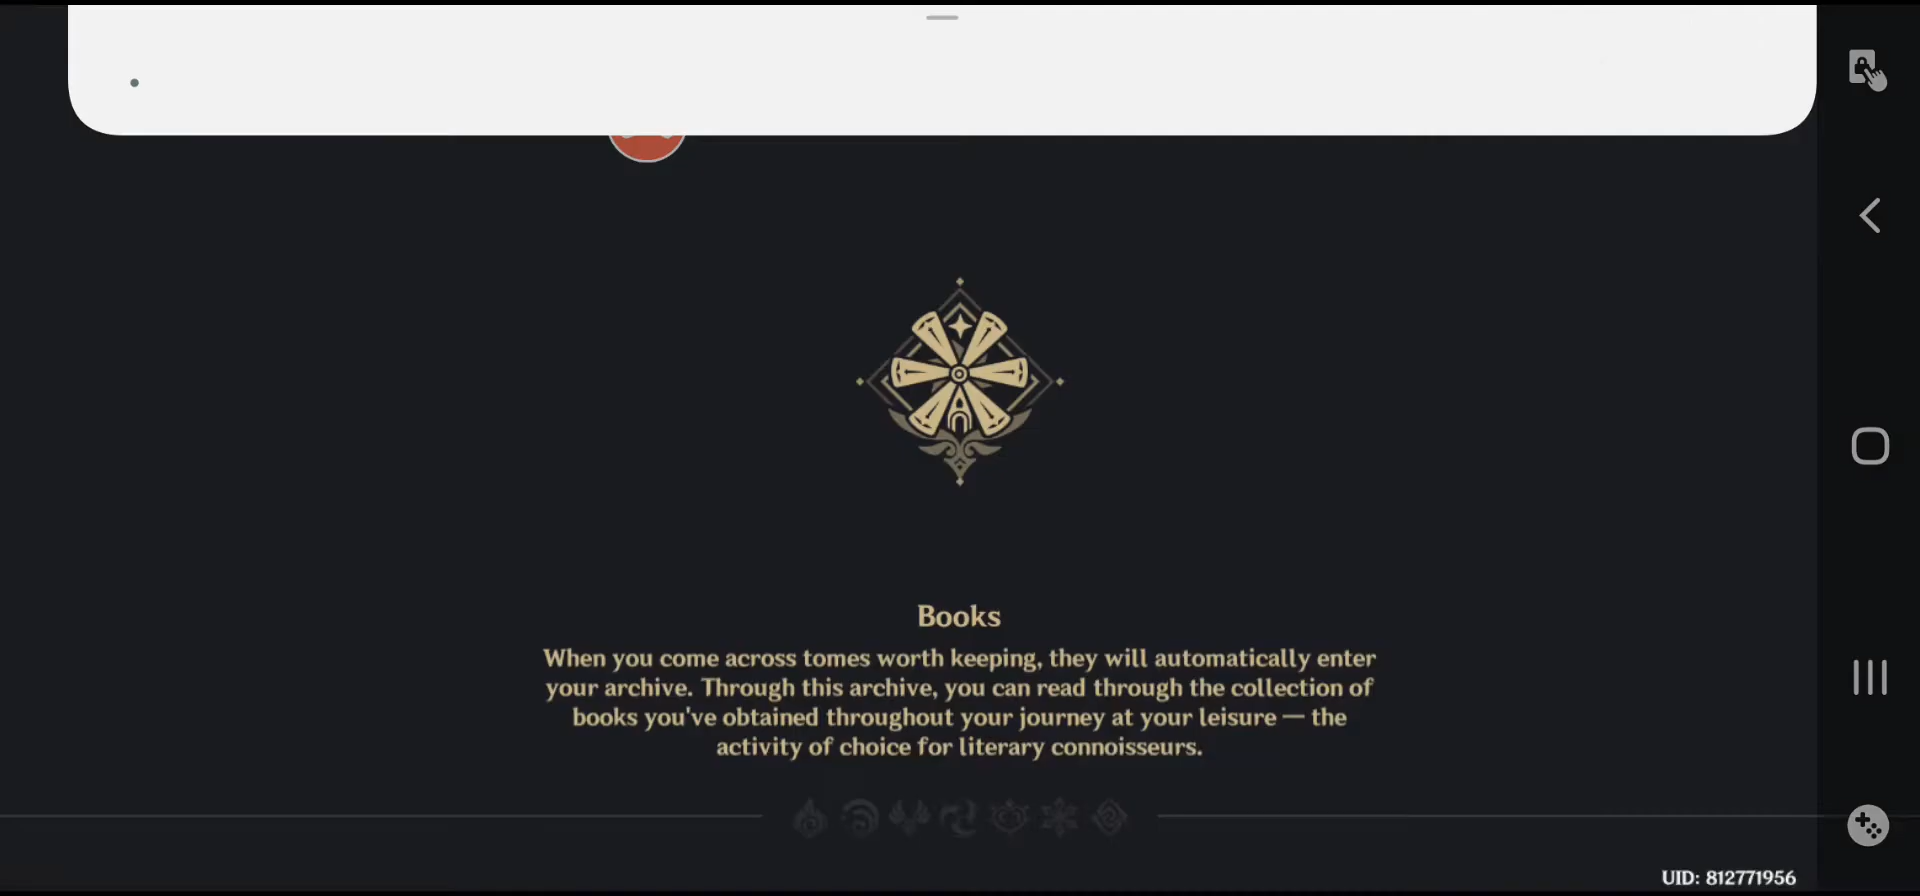 Books
When you come across tomes worth keeping, they will automatically enter
your archive. Through this archive, you can read through the collection of
books you've obtained throughout your journey at your leisure — the
activity of choice for literary connoisseurs.
UID: 812771956